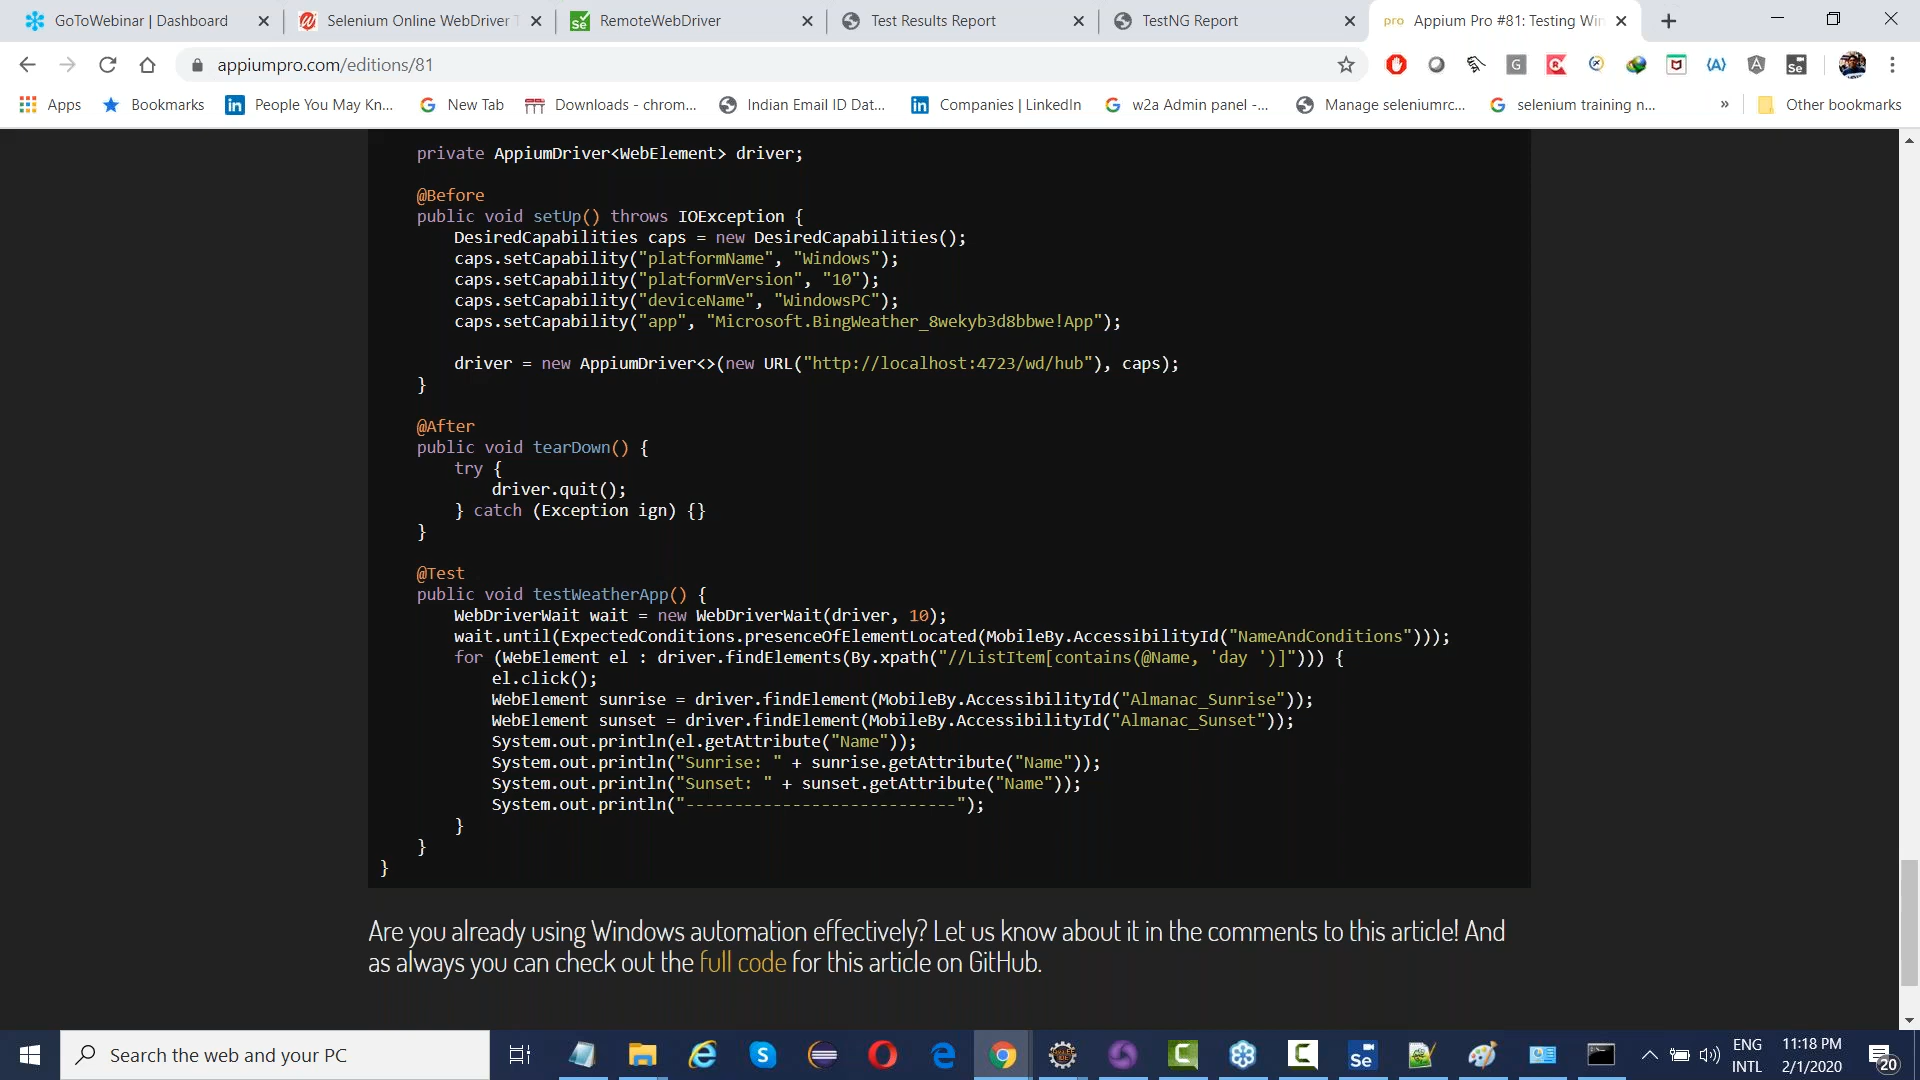 GoToWebinar | Dashboard
Selenium Online WebDriver T
RemoteWebDriver
Test Results Report
TestNG Report
pro Appium Pro #81: Testing Win
appiumpro.com/editions/81
Apps
Bookmarks
People You May Kn...
New Tab
Downloads - chrom...
Indian Email ID Dat...
Companies | LinkedIn
w2a Admin panel -...
Manage seleniumrc...
selenium training n...
»
Other bookmarks
private AppiumDriver<WebElement> driver;
@Before
public void setUp() throws IOException {
DesiredCapabilities caps = new DesiredCapabilities();
caps.setCapability("platformName", "Windows");
caps.setCapability("platformVersion", "10");
caps.setCapability("deviceName", "WindowsPC");
caps.setCapability("app", "Microsoft.BingWeather_8wekyb3d8bbwe!App");
driver = new AppiumDriver<>(new URL("http://localhost:4723/wd/hub"), caps);
}
@After
public void tearDown() {
try {
driver.quit();
} catch (Exception ign) {}
}
@Test
public void testWeatherApp() {
WebDriverWait wait = new WebDriverWait(driver, 10);
wait.until(ExpectedConditions.presenceOfElementLocated(MobileBy.AccessibilityId("NameAndConditions")));
for (WebElement el : driver.findElements(By.xpath("//ListItem[contains(@Name, 'day ')]"))) {
el.click();
WebElement sunrise = driver.findElement(MobileBy.AccessibilityId("Almanac_Sunrise"));
WebElement sunset = driver.findElement(MobileBy.AccessibilityId("Almanac_Sunset"));
System.out.println(el.getAttribute("Name"));
System.out.println("Sunrise: " + sunrise.getAttribute("Name"));
System.out.println("Sunset: " + sunset.getAttribute("Name"));
System.out.println("----------------------------");
}
}
}
Are you already using Windows automation effectively? Let us know about it in the comments to this article! And
as always you can check out the full code for this article on GitHub.
Search the web and your PC
ENG
INTL
11:18 PM
2/1/2020
20